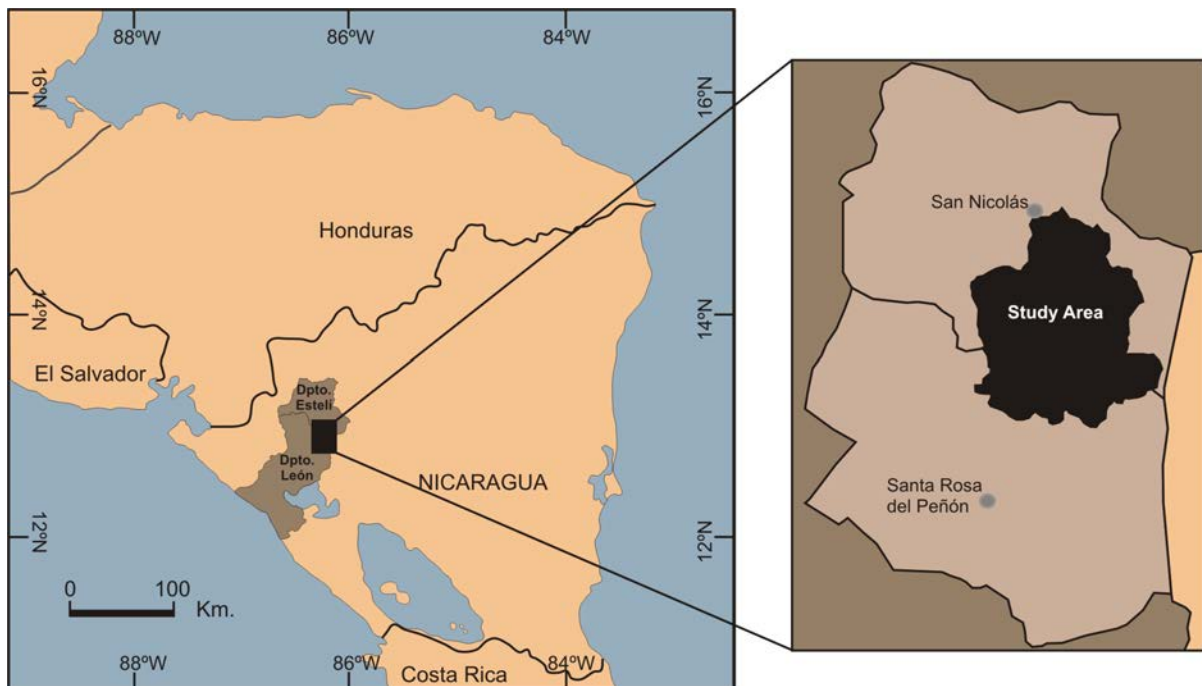 88ºW
86ºW
84ºW
16ºN
16ºN
Honduras
14ºN
14ºN
El Salvador
Dpto.
Estelí
Dpto.
León
NICARAGUA
12ºN
12ºN
0
100
Km.
88ºW
86ºW
84ºW
Costa Rica
San Nicolás
Study Area
Santa Rosa
del Peñón